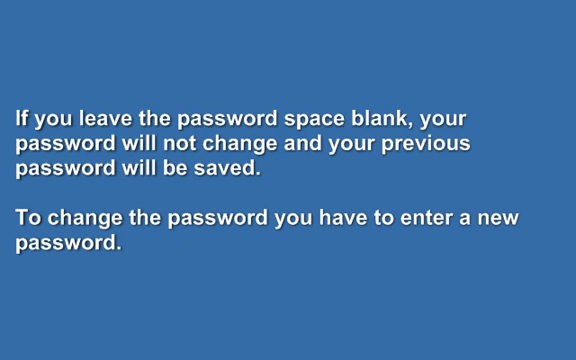 If you leave the password space blank, your
password will not change and your previous
password will be saved.
To change the password you have to enter a new
password.